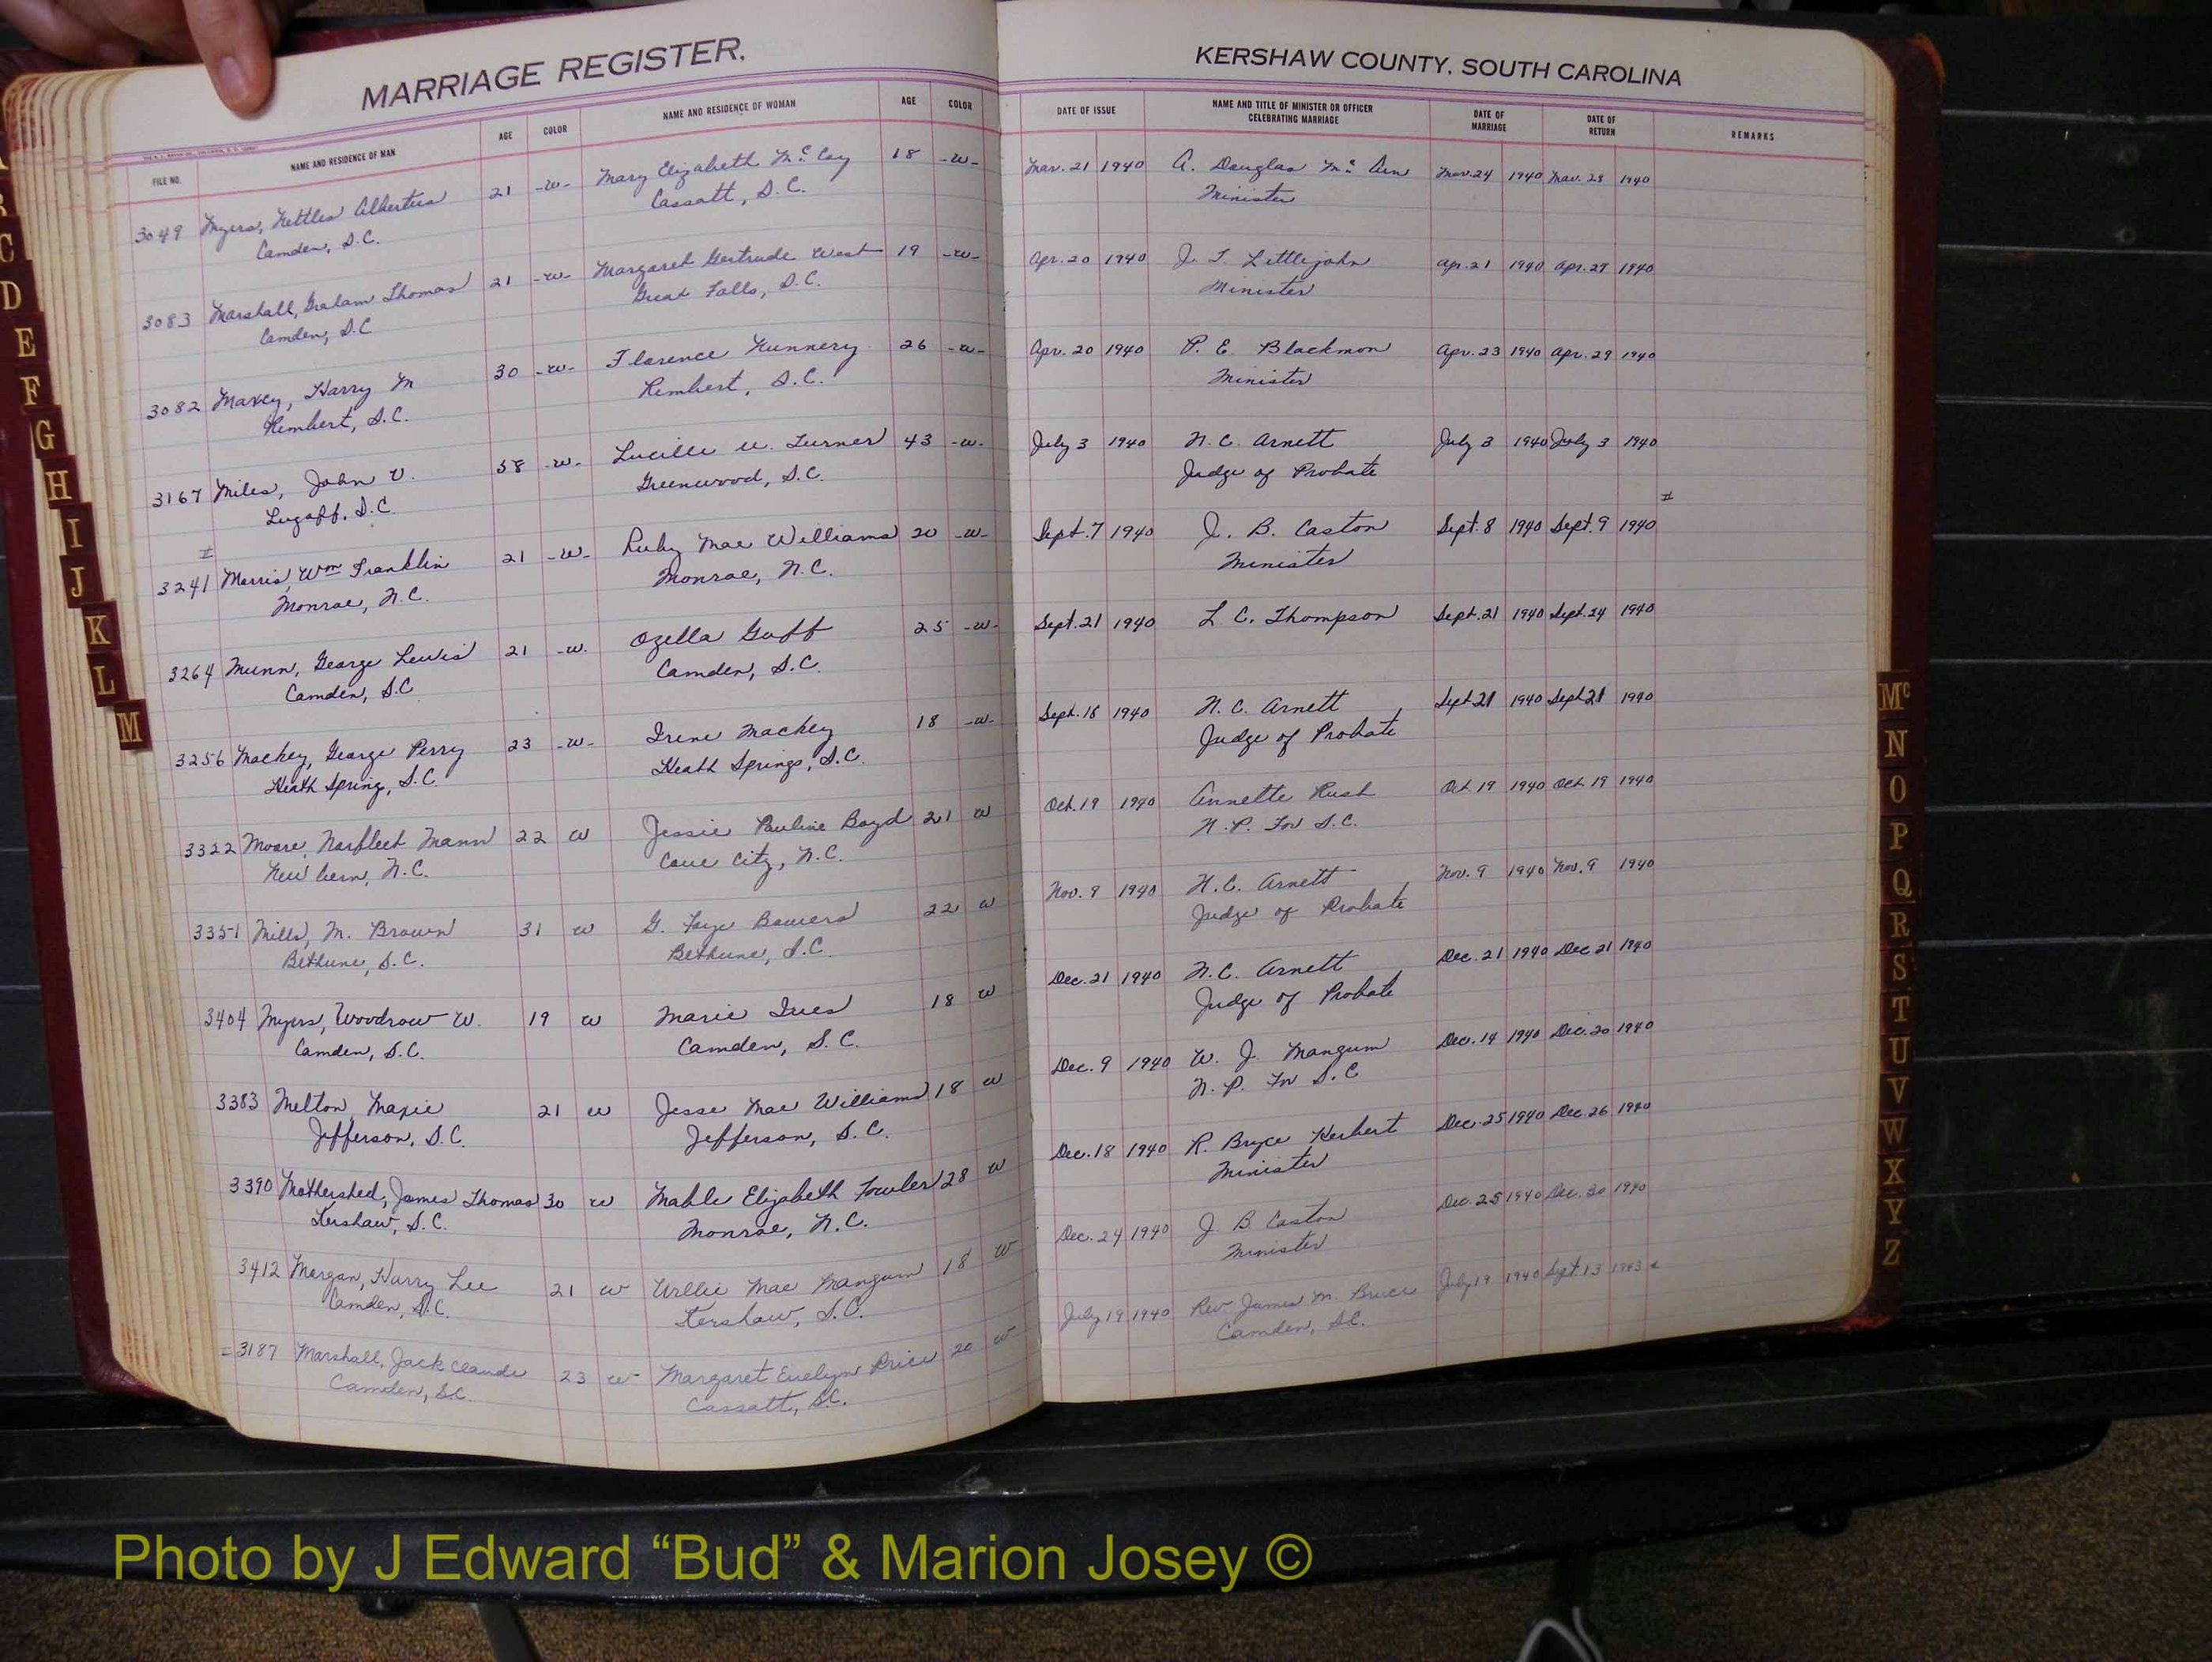 MARRIAGE REGISTER.
FILE NO. NAME AND RESIDENCE OF MAN AGE COLOR NAME AND RESIDENCE OF WOMAN AGE COLOR
3049 Myers, Nettles Albertus 21 -w- Mary Elizabeth McCoy 18 -w-
Camden, S.C. Cassatt, S.C.
3083 Marshall, Graham Thomas 21 -w- Margaret Gertrude West 19 -w-
Camden, S.C Great Falls, S.C.
3082 Maxey, Harry M 30 -w- Florence Nunnery 26 -w-
Rembert, S.C. Rembert, S.C.
3167 Miles, John V. 58 -w- Lucille U. Turner 43 -w-
Lugoff, S.C. Greenwood, S.C.
3241 Morris, Wm Franklin 21 -w- Ruby Mae Williams 20 -w-
Monroe, N.C. Monroe, N.C.
3264 Munn, George Lewis 21 -w- Ozella Goff 25 -w-
Camden, S.C Camden, S.C.
3256 Mackey, George Perry 23 -w- Irene Mackey 18 -w-
Heath Spring, S.C. Heath Springs, S.C.
3322 Moore, Norfleet Mann 22 w Jessie Pauline Boyd 21 w
New bern, N.C. Cove City, N.C.
3351 Mills, M. Brown 31 w G. Faye Bowers 22 w
Bethune, S.C. Bethune, S.C.
3404 Myers, Woodrow W. 19 w Marie Ives 18 w
Camden, S.C. Camden, S.C.
3383 Melton, Maxie 21 w Jesse Mae Williams 18 w
Jefferson, S.C. Jefferson, S.C.
3390 Mothershed, James Thomas 30 w Mable Elizabeth Fowler 28 w
Kershaw, S.C. Monroe, N.C.
3412 Morgan, Harry Lee 21 w Willie Mae Mangum 18 w
Camden, S.C. Kershaw, S.C.
3187 Marshall, Jack Claude 23 w Margaret Evelyn Price 20 w
Camden, S.C. Cassatt, S.C.
KERSHAW COUNTY, SOUTH CAROLINA
DATE OF ISSUE NAME AND TITLE OF MINISTER OR OFFICER CELEBRATING MARRIAGE DATE OF MARRIAGE DATE OF RETURN REMARKS
Mar. 21 1940 A. Douglas Mc Mar. 24 1940 Mar. 28 1940
Minister
Apr. 20 1940 J. T. Littlejohn Apr. 21 1940 Apr. 29 1940
Minister
Apr. 20 1940 P. E. Blackmon Apr. 23 1940 Apr. 29 1940
Minister
July 3 1940 N. C. Arnett July 3 1940 July 3 1940
Judge of Probate
Sept. 7 1940 J. B. Caston Sept. 8 1940 Sept. 9 1940
Minister
Sept. 21 1940 L. C. Thompson Sept. 21 1940 Sept. 24 1940
Sept. 18 1940 N. C. Arnett Sept 21 1940 Sept 21 1940
Judge of Probate
Oct. 19 1940 Annette Rush Oct 19 1940 Oct 19 1940
N. P. For S.C.
Nov. 9 1940 N. C. Arnett Nov. 9 1940 Nov. 9 1940
Judge of Probate
Dec. 21 1940 N. C. Arnett Dec. 21 1940 Dec 21 1940
Judge of Probate
Dec. 9 1940 W. J. Mangum Dec. 14 1940 Dec. 20 1940
N. P. For S.C
Dec. 18 1940 R. Bryce Herbert Dec. 25 1940 Dec. 26 1940
Minister
Dec. 24 1940 J. B. Caston Dec. 25 1940 Dec. 30 1940
Minister
July 19 1940 Rev. James M. Bruce July 19 1940 Sept. 13 1943
Camden, S.C.
C
D
E
F
G
H
I
J
K
L
M
Mc
N
O
P
Q
R
S
T
U
V
W
X
Y
Z
Photo by J Edward “Bud” & Marion Josey ©